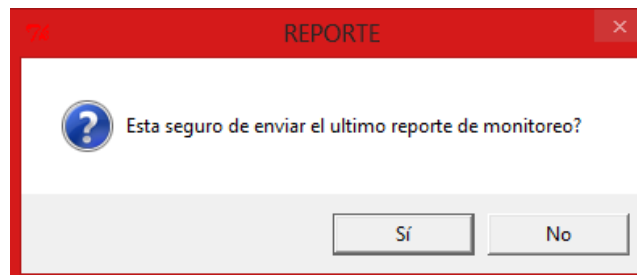 REPORTE
Esta seguro de enviar el ultimo reporte de monitoreo?
Sí
No